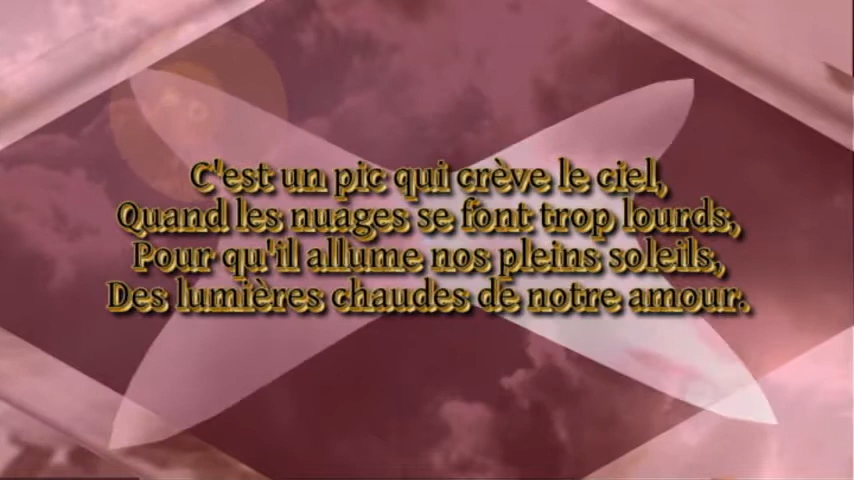 C'est un pic qui crève le ciel,
Quand les nuages se font trop lourds,
Pour qu'il allume nos pleins soleils,
Des lumières chaudes de notre amour.